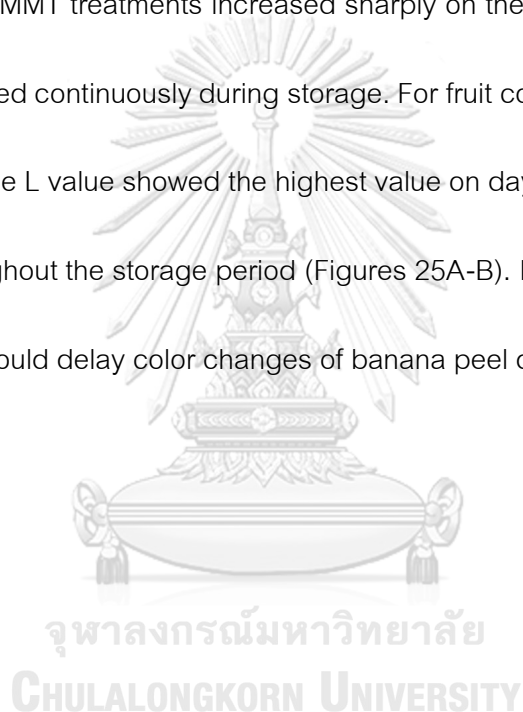 MMT treatments increased sharply on the
ed continuously during storage. For fruit co
e L value showed the highest value on day
ghout the storage period (Figures 25A-B).
ould delay color changes of banana peel
จุฬาลงกรณ์มหาวิทยาลัย
CHULALONGKORN UNIVERSITY